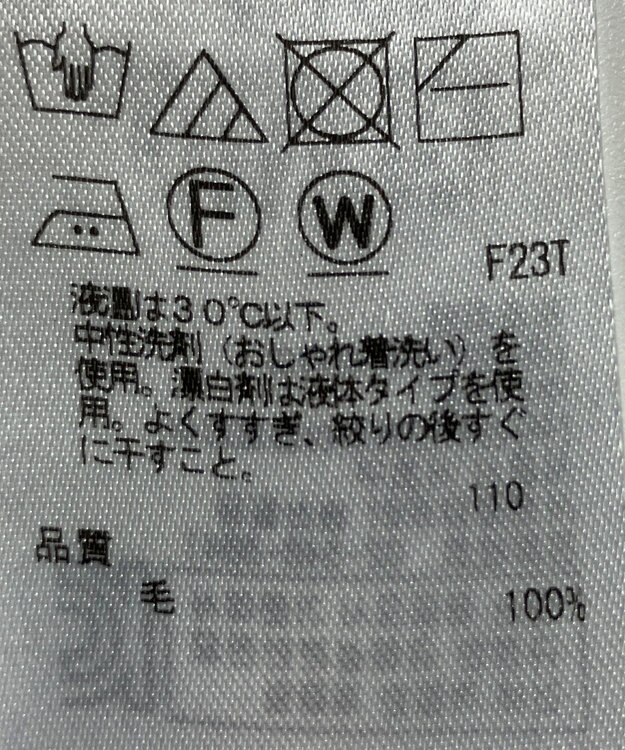 F
W
F23T
液温は30℃以下。
中性洗剤(おしゃれ着洗い)を
使用。漂白剤は液体タイプを使
用。よくすすぎ、絞りの後すぐ
に干すこと。
110
品質
毛 100%